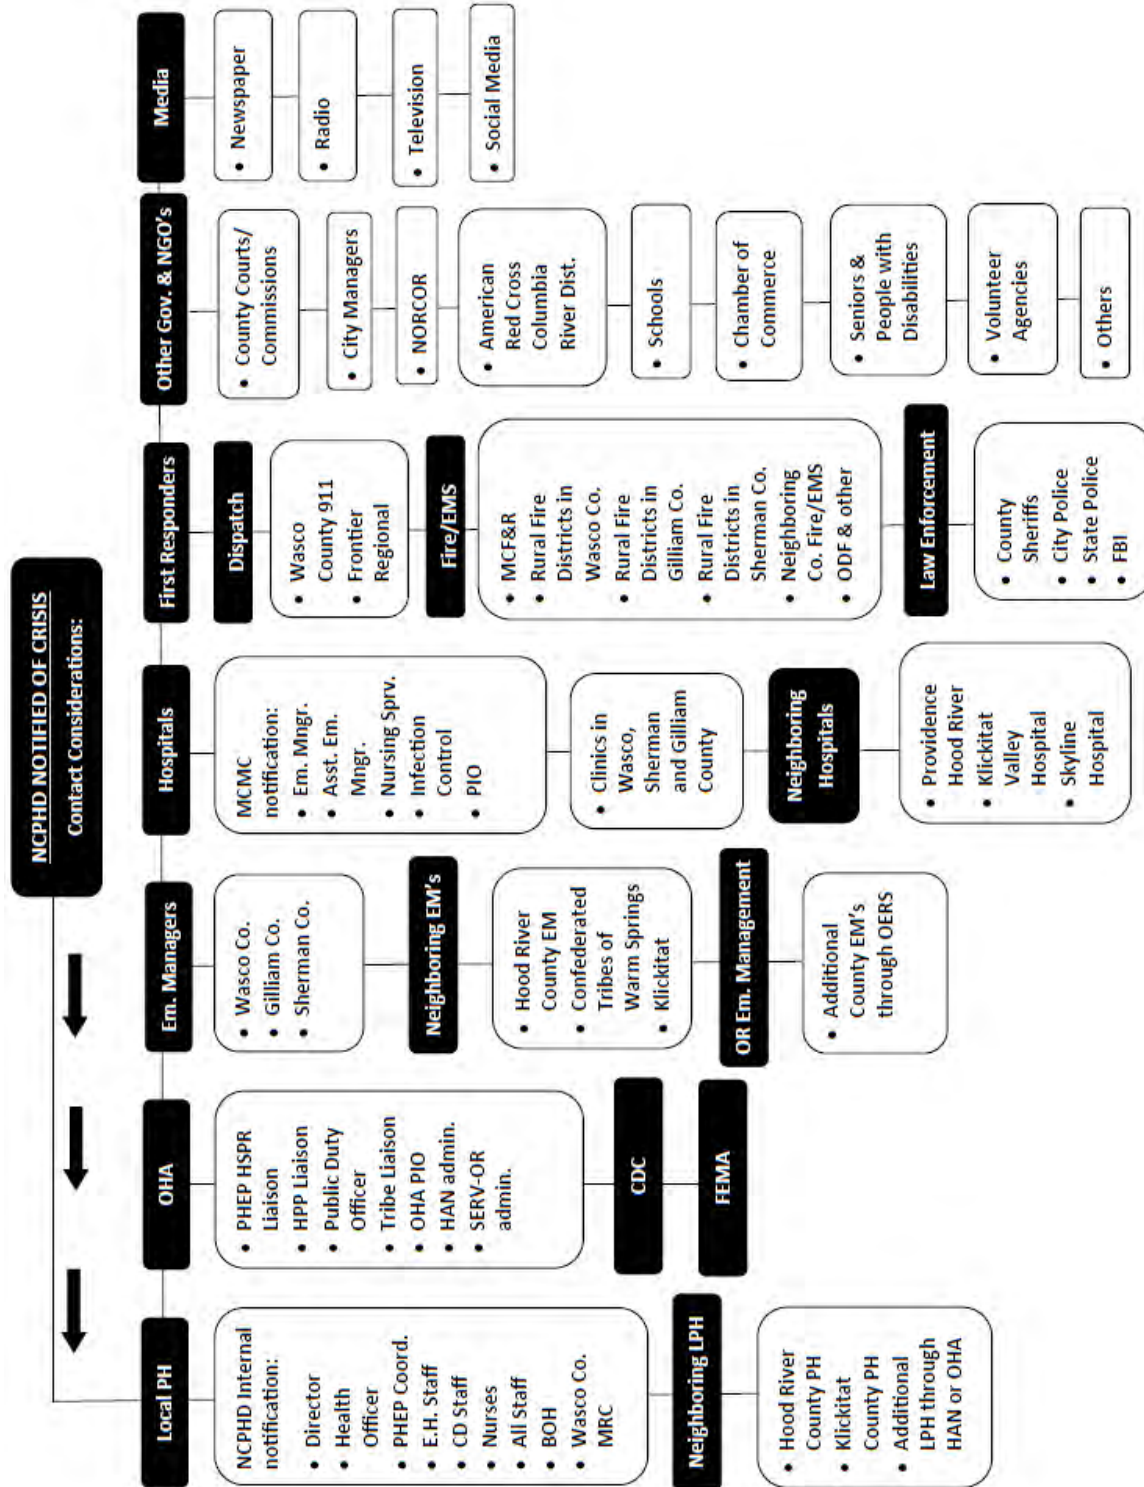 NCPHD NOTIFIED OF CRISIS
Contact Considerations:
Local PH
NCPHD Internal
notification:
• Director
• Health
Officer
• PHEP Coord.
• E.H. Staff
• CD Staff
• Nurses
• All Staff
• BOH
• Wasco Co.
MRC
Neighboring LPH
• Hood River
County PH
• Klickitat
County PH
• Additional
LPH through
HAN or OHA
OHA
• PHEP HSPR
Liaison
• HPP Liaison
• Public Duty
Officer
• Tribe Liaison
• OHA PIO
• HAN admin.
• SERV-OR
admin.
CDC
FEMA
Em. Managers
• Wasco Co.
• Gilliam Co.
• Sherman Co.
Neighboring EM's
• Hood River
County EM
• Confederated
Tribes of
Warm Springs
• Klickitat
OR Em. Management
• Additional
County EM's
through OERS
Hospitals
MCMC
notification:
• Em. Mngr.
• Asst. Em.
Mngr.
• Nursing Sprv.
• Infection
Control
• PIO
• Clinics in
Wasco,
Sherman
and Gilliam
County
Neighboring
Hospitals
• Providence
Hood River
• Klickitat
Valley
Hospital
• Skyline
Hospital
First Responders
Dispatch
• Wasco
County 911
• Frontier
Regional
Fire/EMS
• MCF&R
• Rural Fire
Districts in
Wasco Co.
• Rural Fire
Districts in
Gilliam Co.
• Rural Fire
Districts in
Sherman Co.
• Neighboring
Co. Fire/EMS
• ODF & other
Law Enforcement
• County
Sheriffs
• City Police
• State Police
• FBI
Other Gov. & NGO's
• County Courts/
Commissions
• City Managers
• NORCOR
• American
Red Cross
Columbia
River Dist.
• Schools
• Chamber of
Commerce
• Seniors &
People with
Disabilities
• Volunteer
Agencies
• Others
Media
• Newspaper
• Radio
• Television
• Social Media